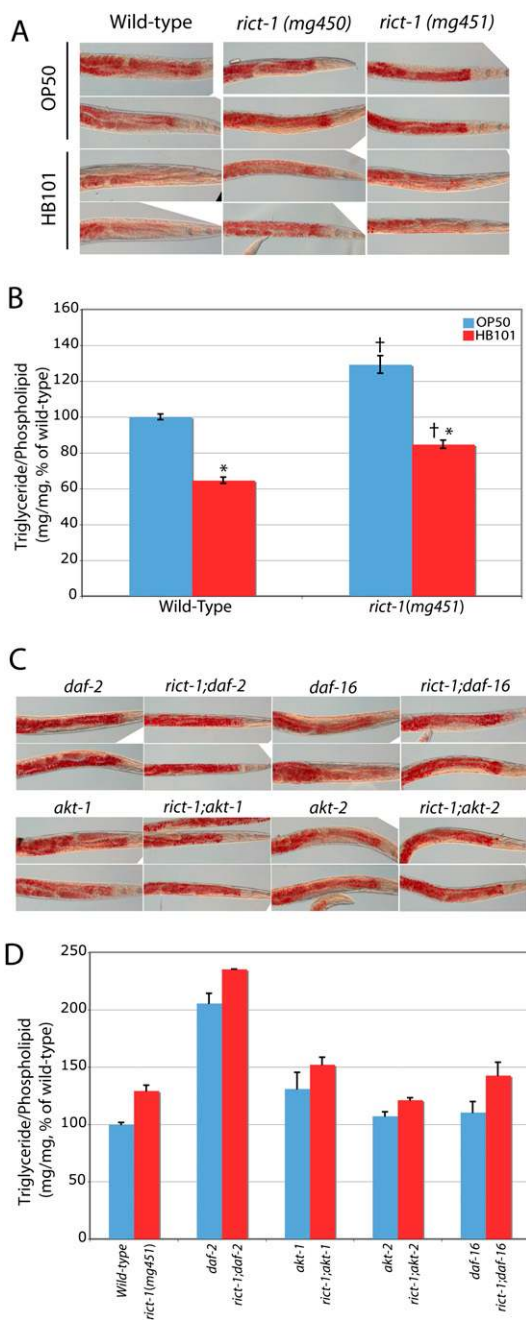 A
Wild-type rict-1 (mg450) rict-1 (mg451)
OP50
HB101
B
Triglyceride/Phospholipid
(mg/mg, % of wild-type)
160
140
120
100
80
60
40
20
0
OP50
HB101
*
†
† *
Wild-Type rict-1(mg451)
C
daf-2 rict-1;daf-2 daf-16 rict-1;daf-16
akt-1 rict-1;akt-1 akt-2 rict-1;akt-2
D
Triglyceride/Phospholipid
(mg/mg, % of wild-type)
250
200
150
100
50
0
Wild-type
rict-1(mg451)
daf-2
rict-1;daf-2
akt-1
rict-1;akt-1
akt-2
rict-1;akt-2
daf-16
rict-1;daf-16